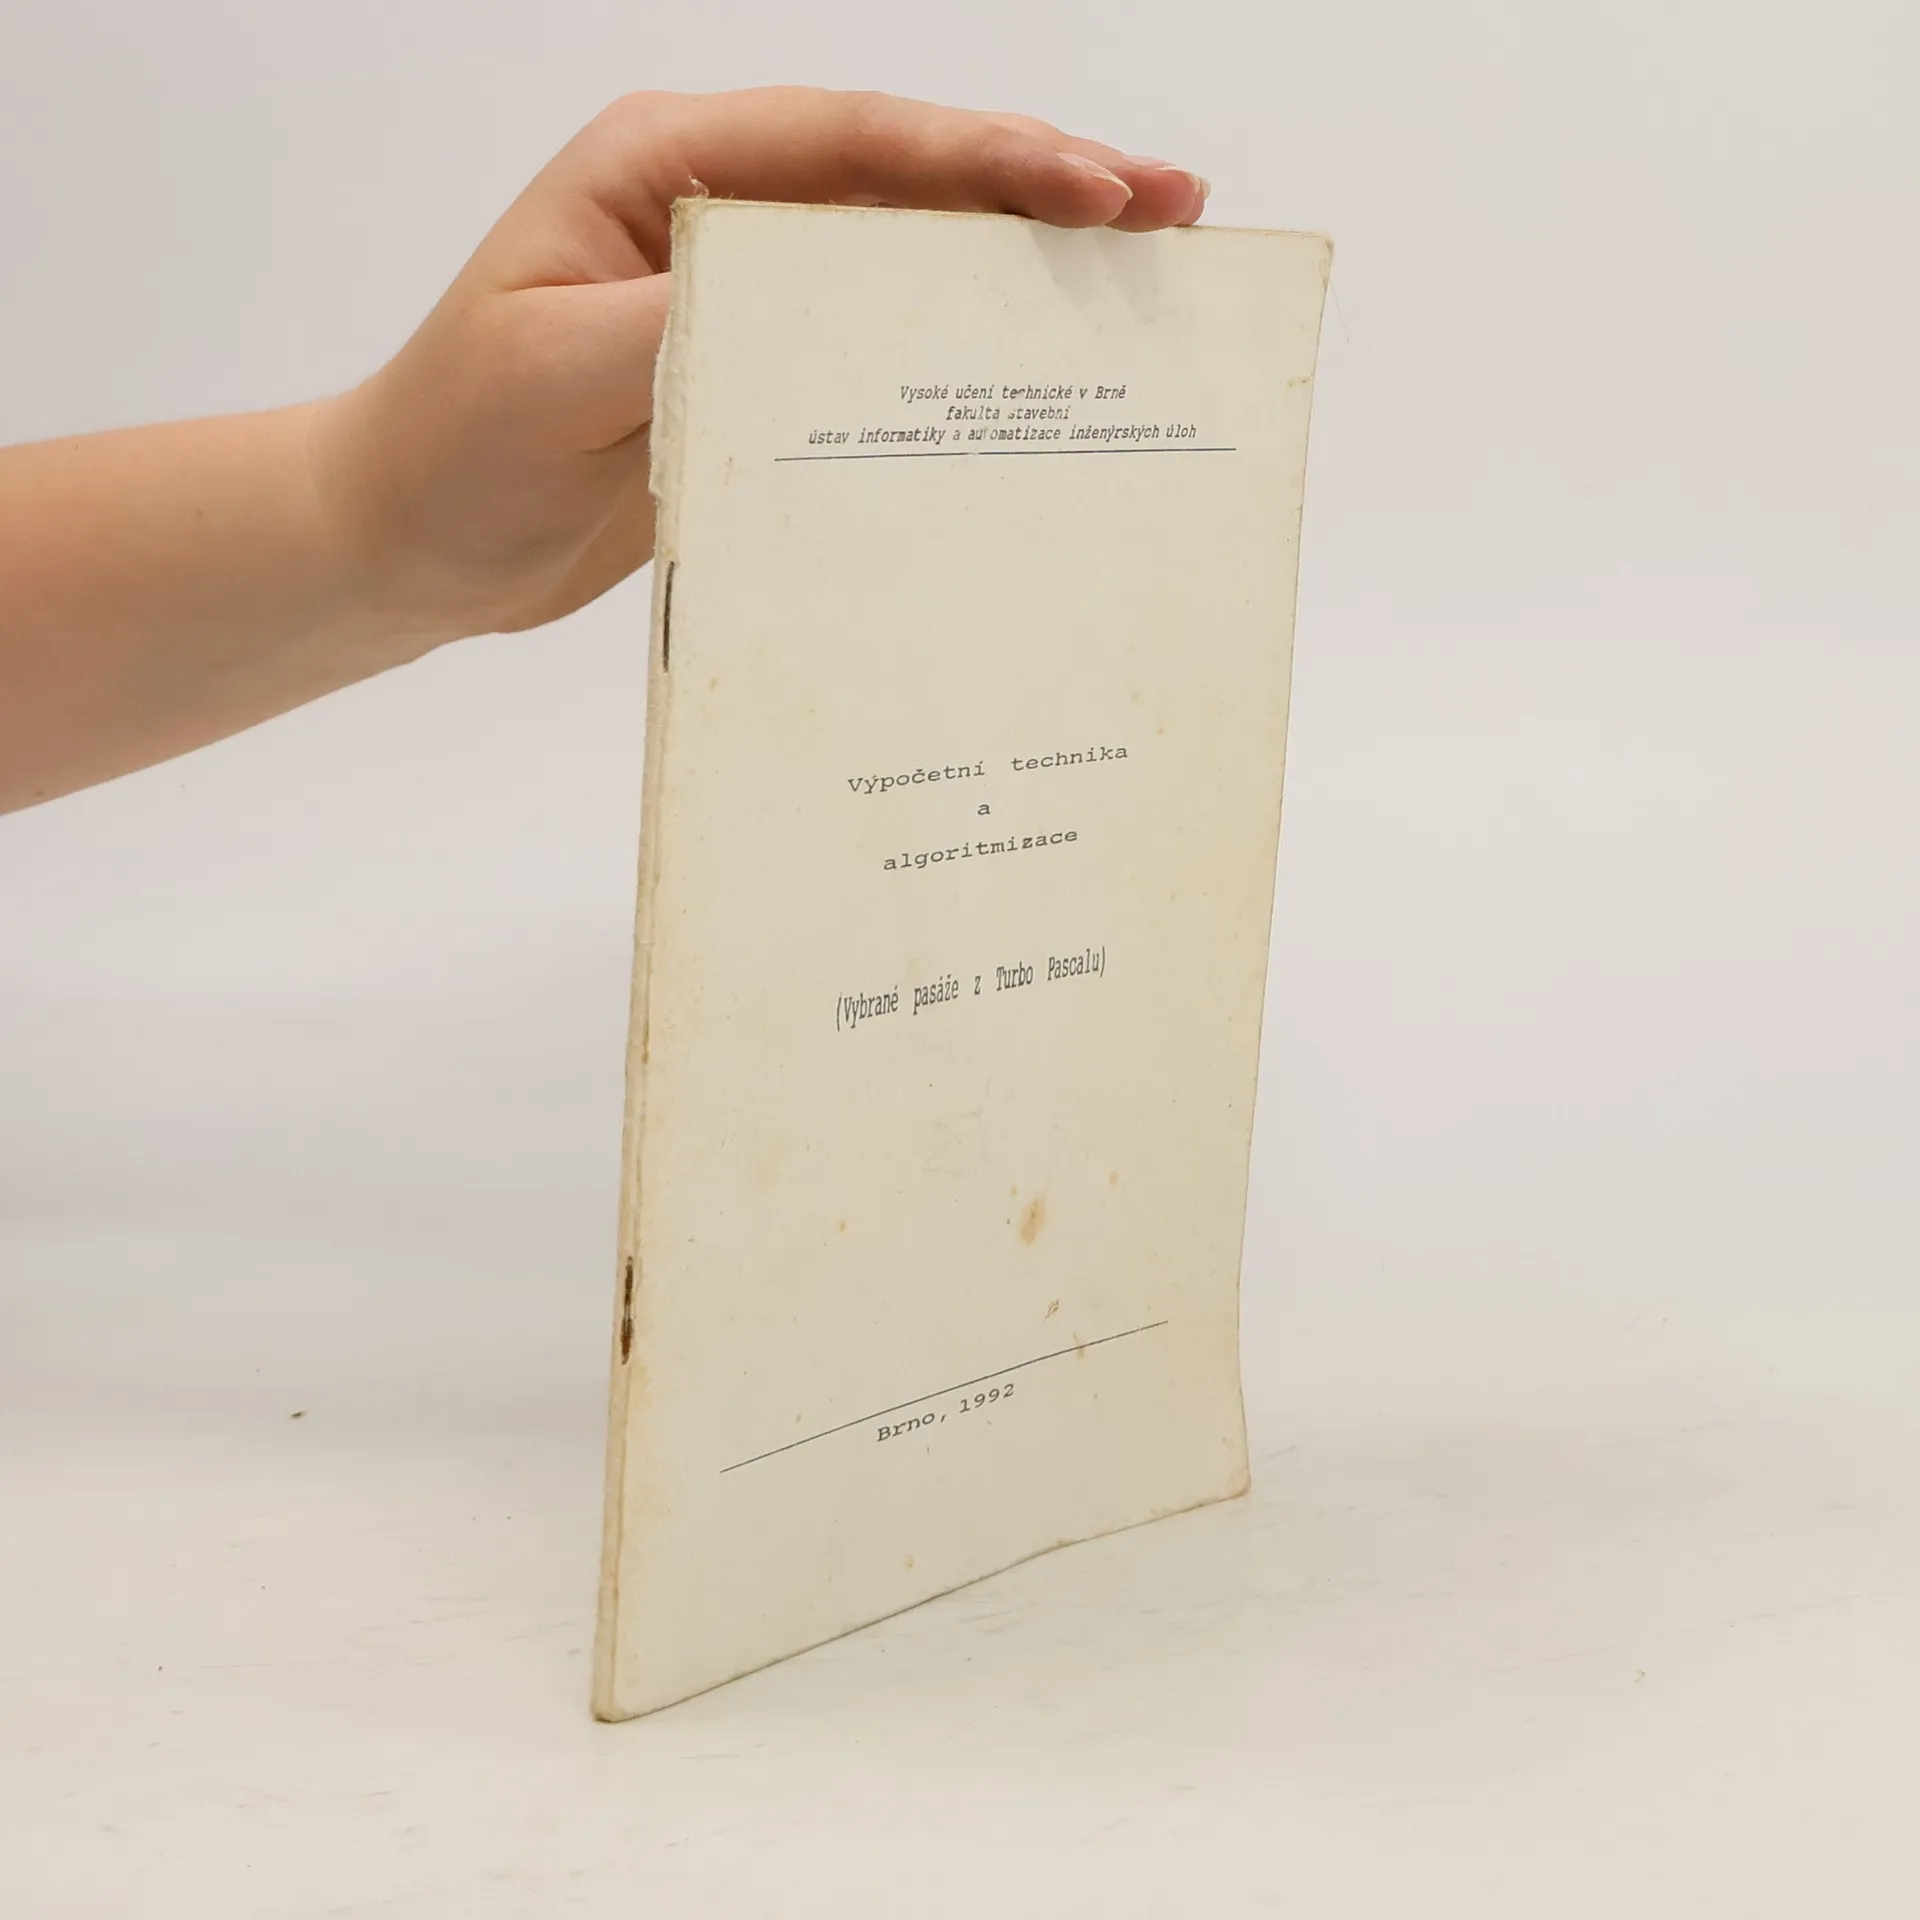 Vysoké učení technické v Brně
fakulta stavební
ústav informatiky a automatizace inženýrských úloh
Výpočetní technika
a
algoritmizace
(Vybrané pasáže z Turbo Pascalu)
Brno, 1992